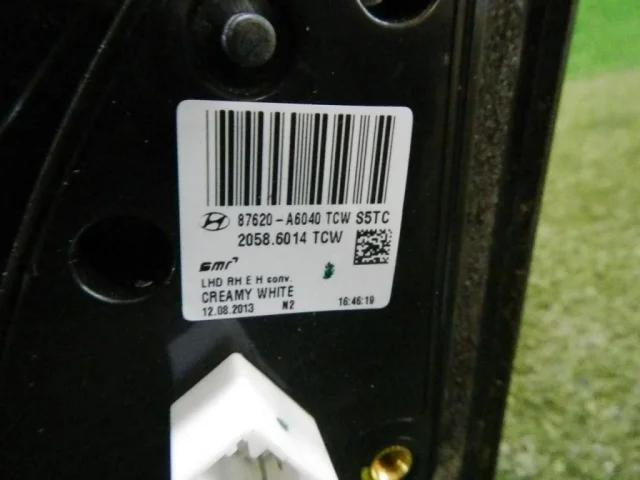 87620-A6040 TCW S5TC
2058.6014 TCW
smr
LHD RH E H conv.
CREAMY WHITE
12.08.2013 N2 16:46:19